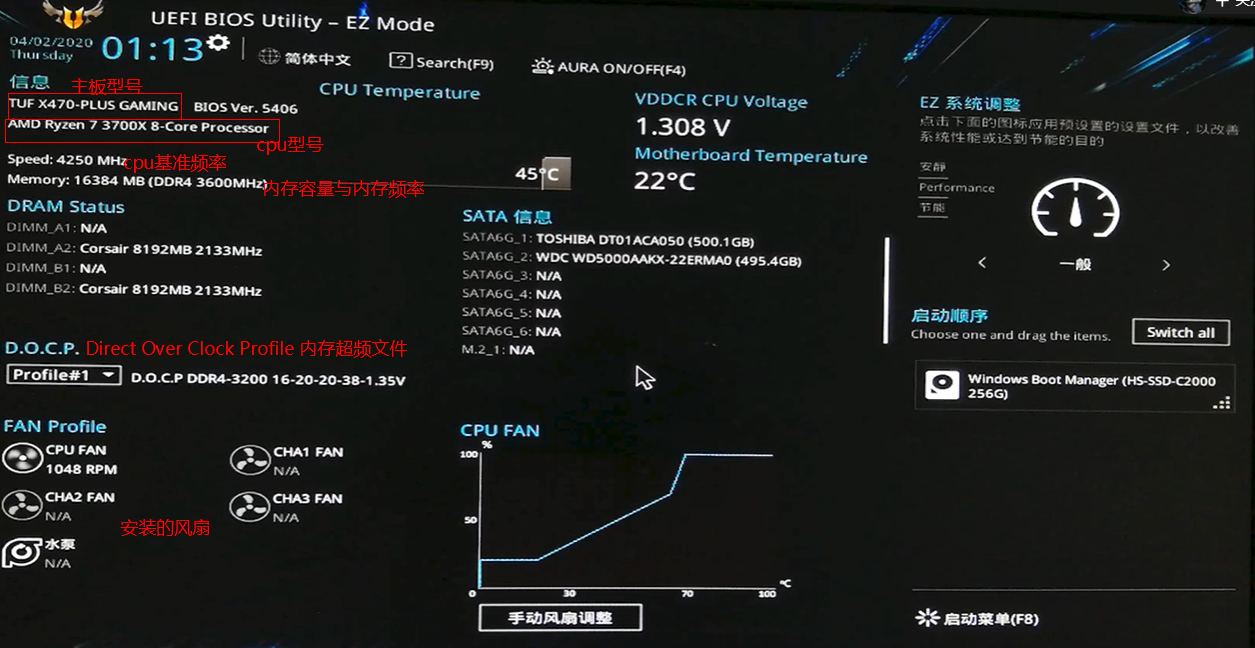 UEFI BIOS Utility – EZ Mode
04/02/2020
Thursday
01:13
简体中文
Search(F9)
AURA ON/OFF(F4)
信息
主板型号
TUF X470-PLUS GAMING
BIOS Ver. 5406
AMD Ryzen 7 3700X 8-Core Processor
cpu型号
Speed: 4250 MHz
cpu基准频率
Memory: 16384 MB (DDR4 3600MHz)
内存容量与内存频率
CPU Temperature
45°C
VDDCR CPU Voltage
1.308 V
Motherboard Temperature
22°C
EZ 系统调整
点击下面的图标应用预设置的设置文件，以改善
系统性能或达到节能的目的
安静
Performance
节能
一般
DRAM Status
DIMM_A1: N/A
DIMM_A2: Corsair 8192MB 2133MHz
DIMM_B1: N/A
DIMM_B2: Corsair 8192MB 2133MHz
SATA 信息
SATA6G_1: TOSHIBA DT01ACA050 (500.1GB)
SATA6G_2: WDC WD5000AAKX-22ERMA0 (495.4GB)
SATA6G_3: N/A
SATA6G_4: N/A
SATA6G_5: N/A
SATA6G_6: N/A
M.2_1: N/A
启动顺序
Choose one and drag the items.
Switch all
Windows Boot Manager (HS-SSD-C2000
256G)
D.O.C.P.
Direct Over Clock Profile 内存超频文件
Profile#1
D.O.C.P DDR4-3200 16-20-20-38-1.35V
FAN Profile
CPU FAN
1048 RPM
CHA1 FAN
N/A
CHA2 FAN
N/A
CHA3 FAN
N/A
安装的风扇
水泵
N/A
CPU FAN
%
100
50
0
30
70
100
°C
手动风扇调整
启动菜单(F8)